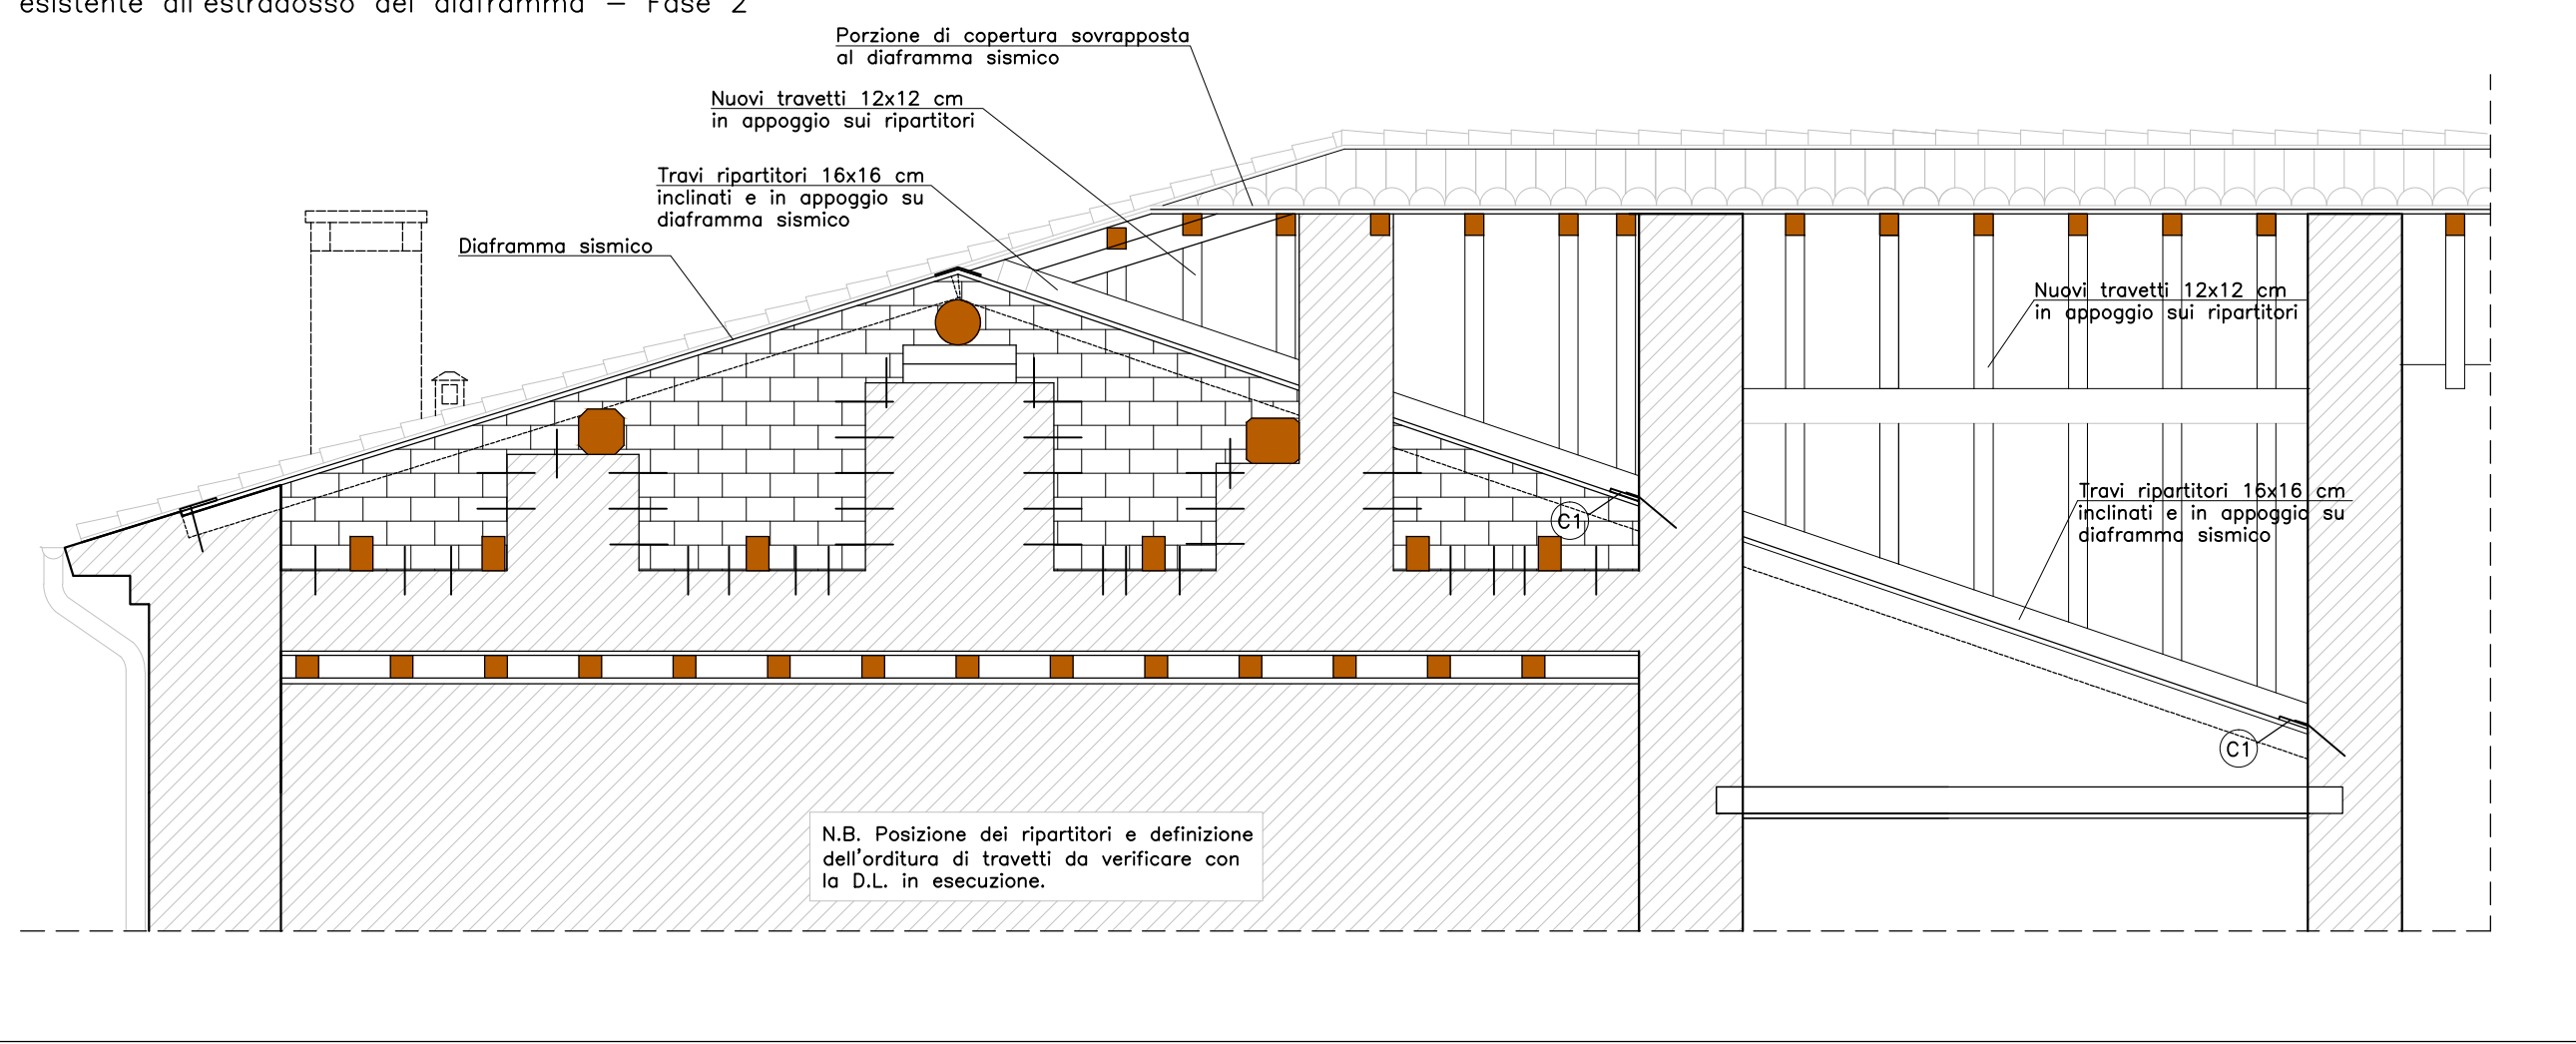 esistente all'estradosso del diaframma – Fase 2
Porzione di copertura sovrapposta
al diaframma sismico
Nuovi travetti 12x12 cm
in appoggio sui ripartitori
Travi ripartitori 16x16 cm
inclinati e in appoggio su
diaframma sismico
Diaframma sismico
Nuovi travetti 12x12 cm
in appoggio sui ripartitori
Travi ripartitori 16x16 cm
inclinati e in appoggio su
diaframma sismico
C1
C1
N.B. Posizione dei ripartitori e definizione
dell'orditura di travetti da verificare con
la D.L. in esecuzione.